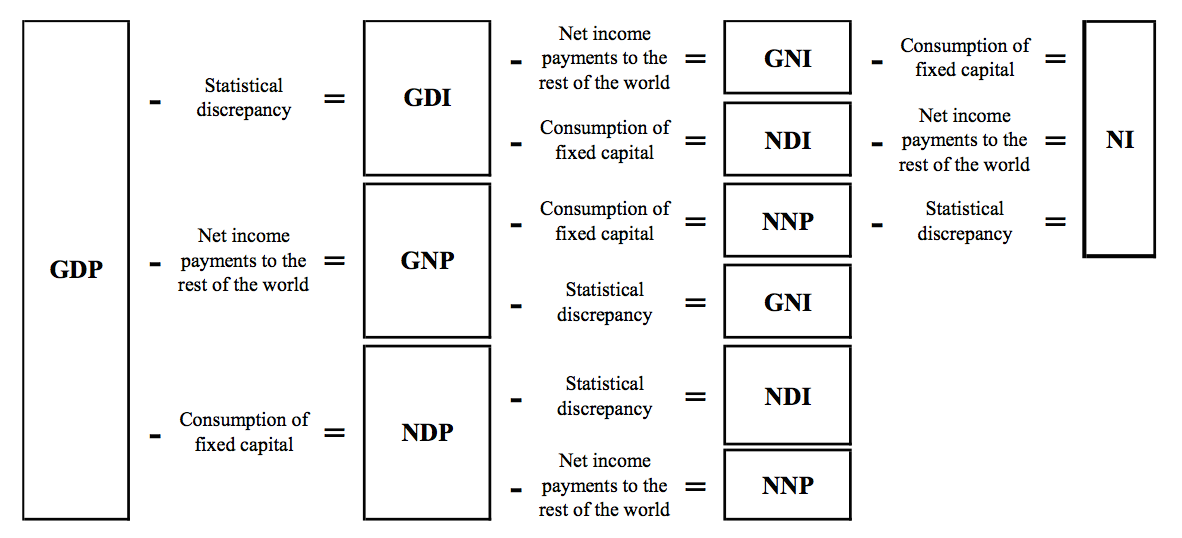 GDP
-
Statistical
discrepancy
=
GDI
-
Net income
payments to the
rest of the world
=
GNI
-
Consumption of
fixed capital
=
NI
-
Consumption of
fixed capital
=
NDI
-
Net income
payments to the
rest of the world
=
-
Net income
payments to the
rest of the world
=
GNP
-
Consumption of
fixed capital
=
NNP
-
Statistical
discrepancy
=
-
Statistical
discrepancy
=
GNI
-
Consumption of
fixed capital
=
NDP
-
Statistical
discrepancy
=
NDI
-
Net income
payments to the
rest of the world
=
NNP